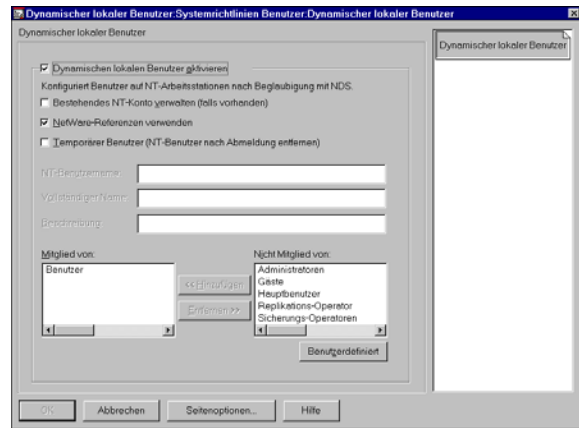 Dynamischer lokaler Benutzer:Systemrichtlinien Benutzer:Dynamischer lokaler Benutzer
Dynamischer lokaler Benutzer
Dynamischer lokaler Benutzer
Dynamischen lokalen Benutzer aktivieren
Konfiguriert Benutzer auf NT-Arbeitsstationen nach Beglaubigung mit NDS.
Bestehendes NT-Konto verwalten (falls vorhanden)
NetWare-Referenzen verwenden
Temporärer Benutzer (NT-Benutzer nach Abmeldung entfernen)
NT-Benutzername:
Vollständiger Name:
Beschreibung:
Mitglied von:
Nicht Mitglied von:
Benutzer
<<Hinzufügen
Entfernen>>
Administratoren
Gäste
Hauptbenutzer
Replikations-Operator
Sicherungs-Operatoren
Benutzerdefiniert
OK
Abbrechen
Seitenoptionen...
Hilfe